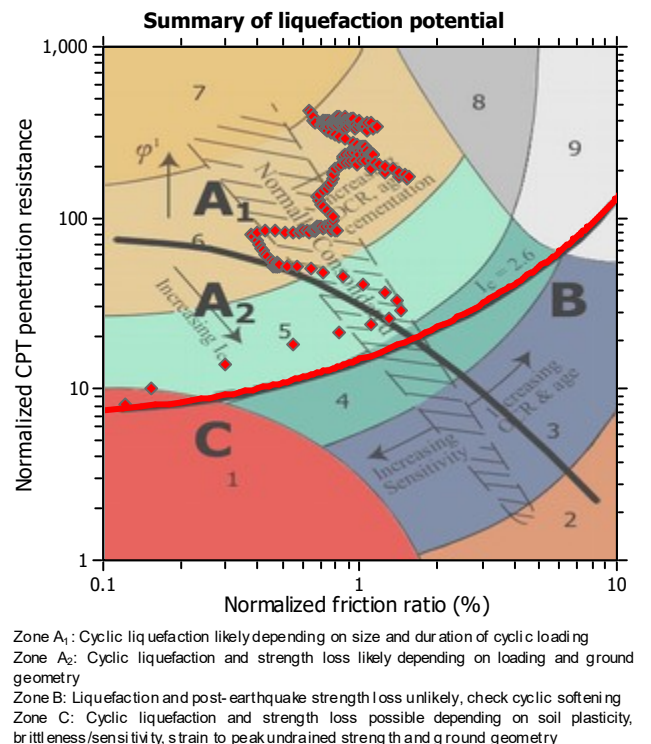 Summary of liquefaction potential
1,000
7
8
9
φ'
Increasing
OCR, age
cementation
Normally Consolidated
A1
100
6
Ic = 2.6
A2
B
Increasing Ic
5
10
4
Increasing
OCR & age
C
3
Increasing
Sensitivity
1
2
1
0.1
1
10
Normalized CPT penetration resistance
Normalized friction ratio (%)
Zone A1: Cyclic liquefaction likely depending on size and duration of cyclic loading
Zone A2: Cyclic liquefaction and strength loss likely depending on loading and ground
geometry
Zone B: Liquefaction and post-earthquake strength loss unlikely, check cyclic softening
Zone C: Cyclic liquefaction and strength loss possible depending on soil plasticity,
brittleness/sensitivity, strain to peak undrained strength and ground geometry